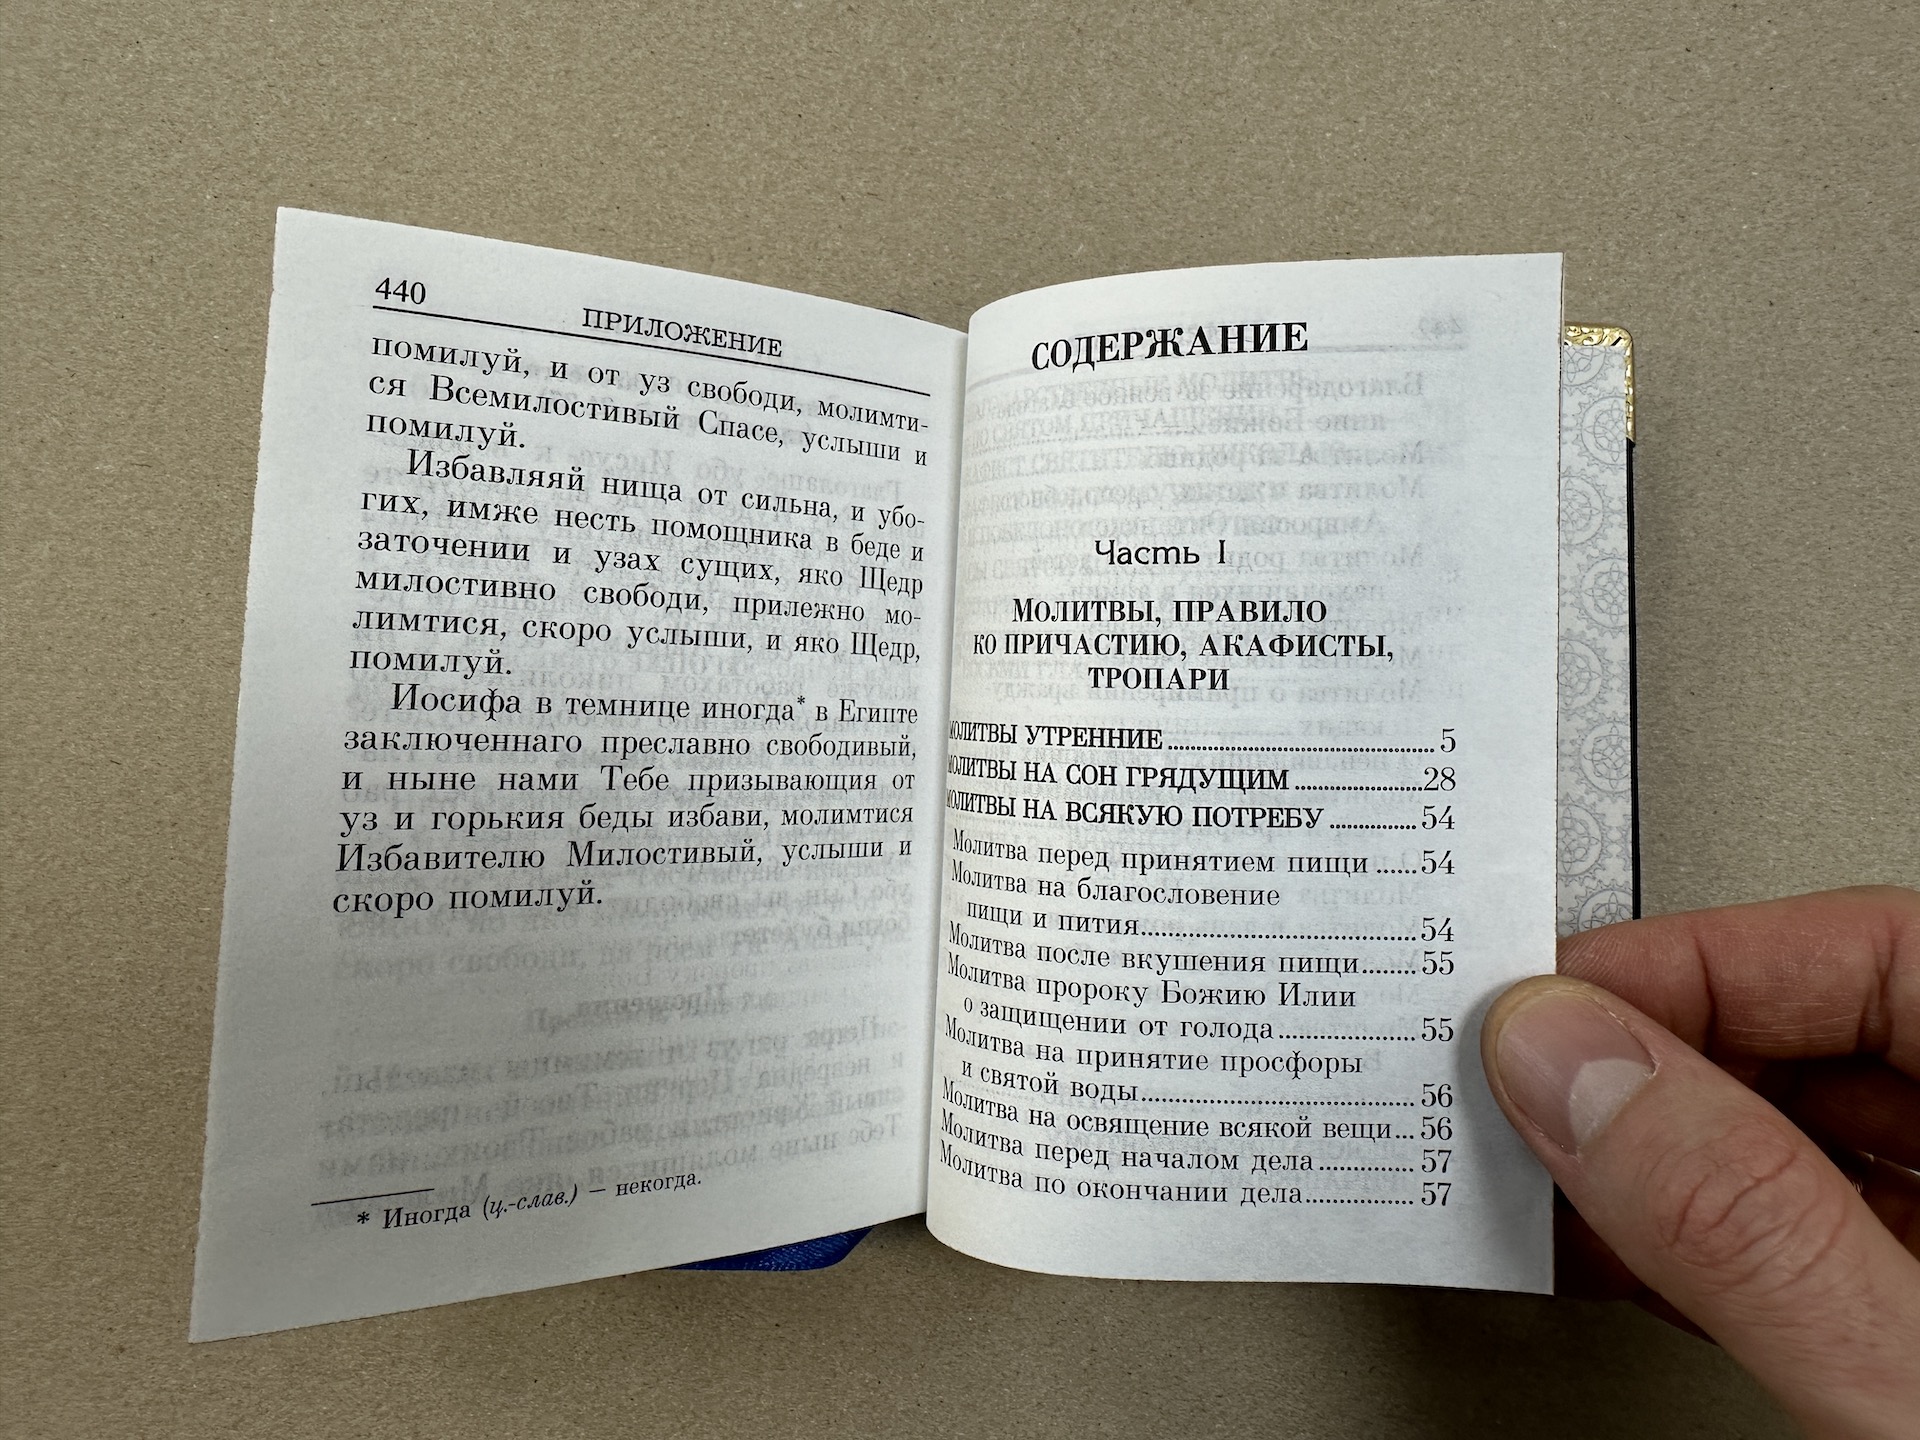 440
ПРИЛОЖЕНИЕ
помилуй, и от уз свободи, молимти-
ся Всемилостивый Спасе, услыши и
помилуй.
Избавляяй нища от сильна, и убо-
гих, имже несть помощника в беде и
заточении и узах сущих, яко Щедр
милостивно свободи, прилежно мо-
лимтися, скоро услыши, и яко Щедр,
помилуй.
Иосифа в темнице иногда* в Египте
заключеннаго преславно свободивый,
и ныне нами Тебе призывающия от
уз и горькия беды избави, молимтися
Избавителю Милостивый, услыши и
скоро помилуй.
* Иногда (ц.-слав.) — некогда.
СОДЕРЖАНИЕ
Часть I
МОЛИТВЫ, ПРАВИЛО
КО ПРИЧАСТИЮ, АКАФИСТЫ,
ТРОПАРИ
МОЛИТВЫ УТРЕННИЕ 5
МОЛИТВЫ НА СОН ГРЯДУЩИМ 28
МОЛИТВЫ НА ВСЯКУЮ ПОТРЕБУ 54
Молитва перед принятием пищи 54
Молитва на благословение
пищи и пития 54
Молитва после вкушения пищи 55
Молитва пророку Божию Илии
о защищении от голода 55
Молитва на принятие просфоры
и святой воды 56
Молитва на освящение всякой вещи 56
Молитва перед началом дела 57
Молитва по окончании дела 57